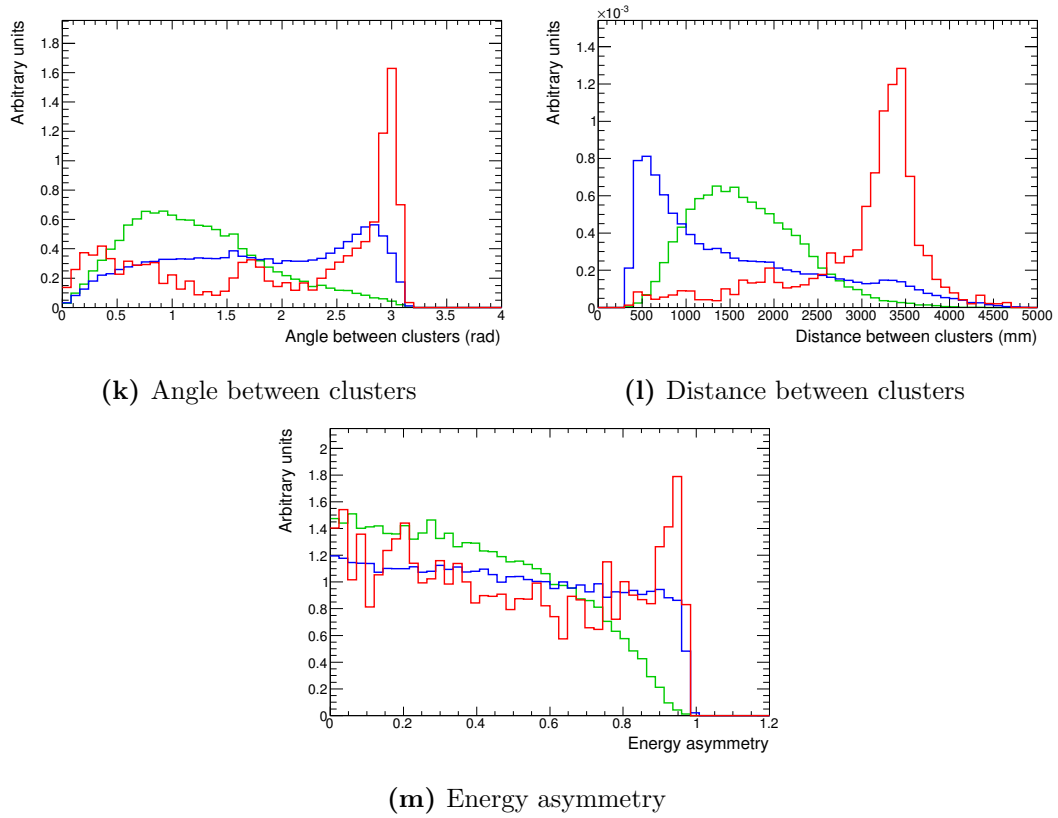 ×10⁻³
Arbitrary units
1.8
1.6
1.4
1.2
1
0.8
0.6
0.4
0.2
0
0 0.5 1 1.5 2 2.5 3 3.5 4
Angle between clusters (rad)
Arbitrary units
1.4
1.2
1
0.8
0.6
0.4
0.2
0
0 500 1000 1500 2000 2500 3000 3500 4000 4500 5000
Distance between clusters (mm)
(k) Angle between clusters
(l) Distance between clusters
Arbitrary units
2
1.8
1.6
1.4
1.2
1
0.8
0.6
0.4
0.2
0
0 0.2 0.4 0.6 0.8 1 1.2
Energy asymmetry
(m) Energy asymmetry